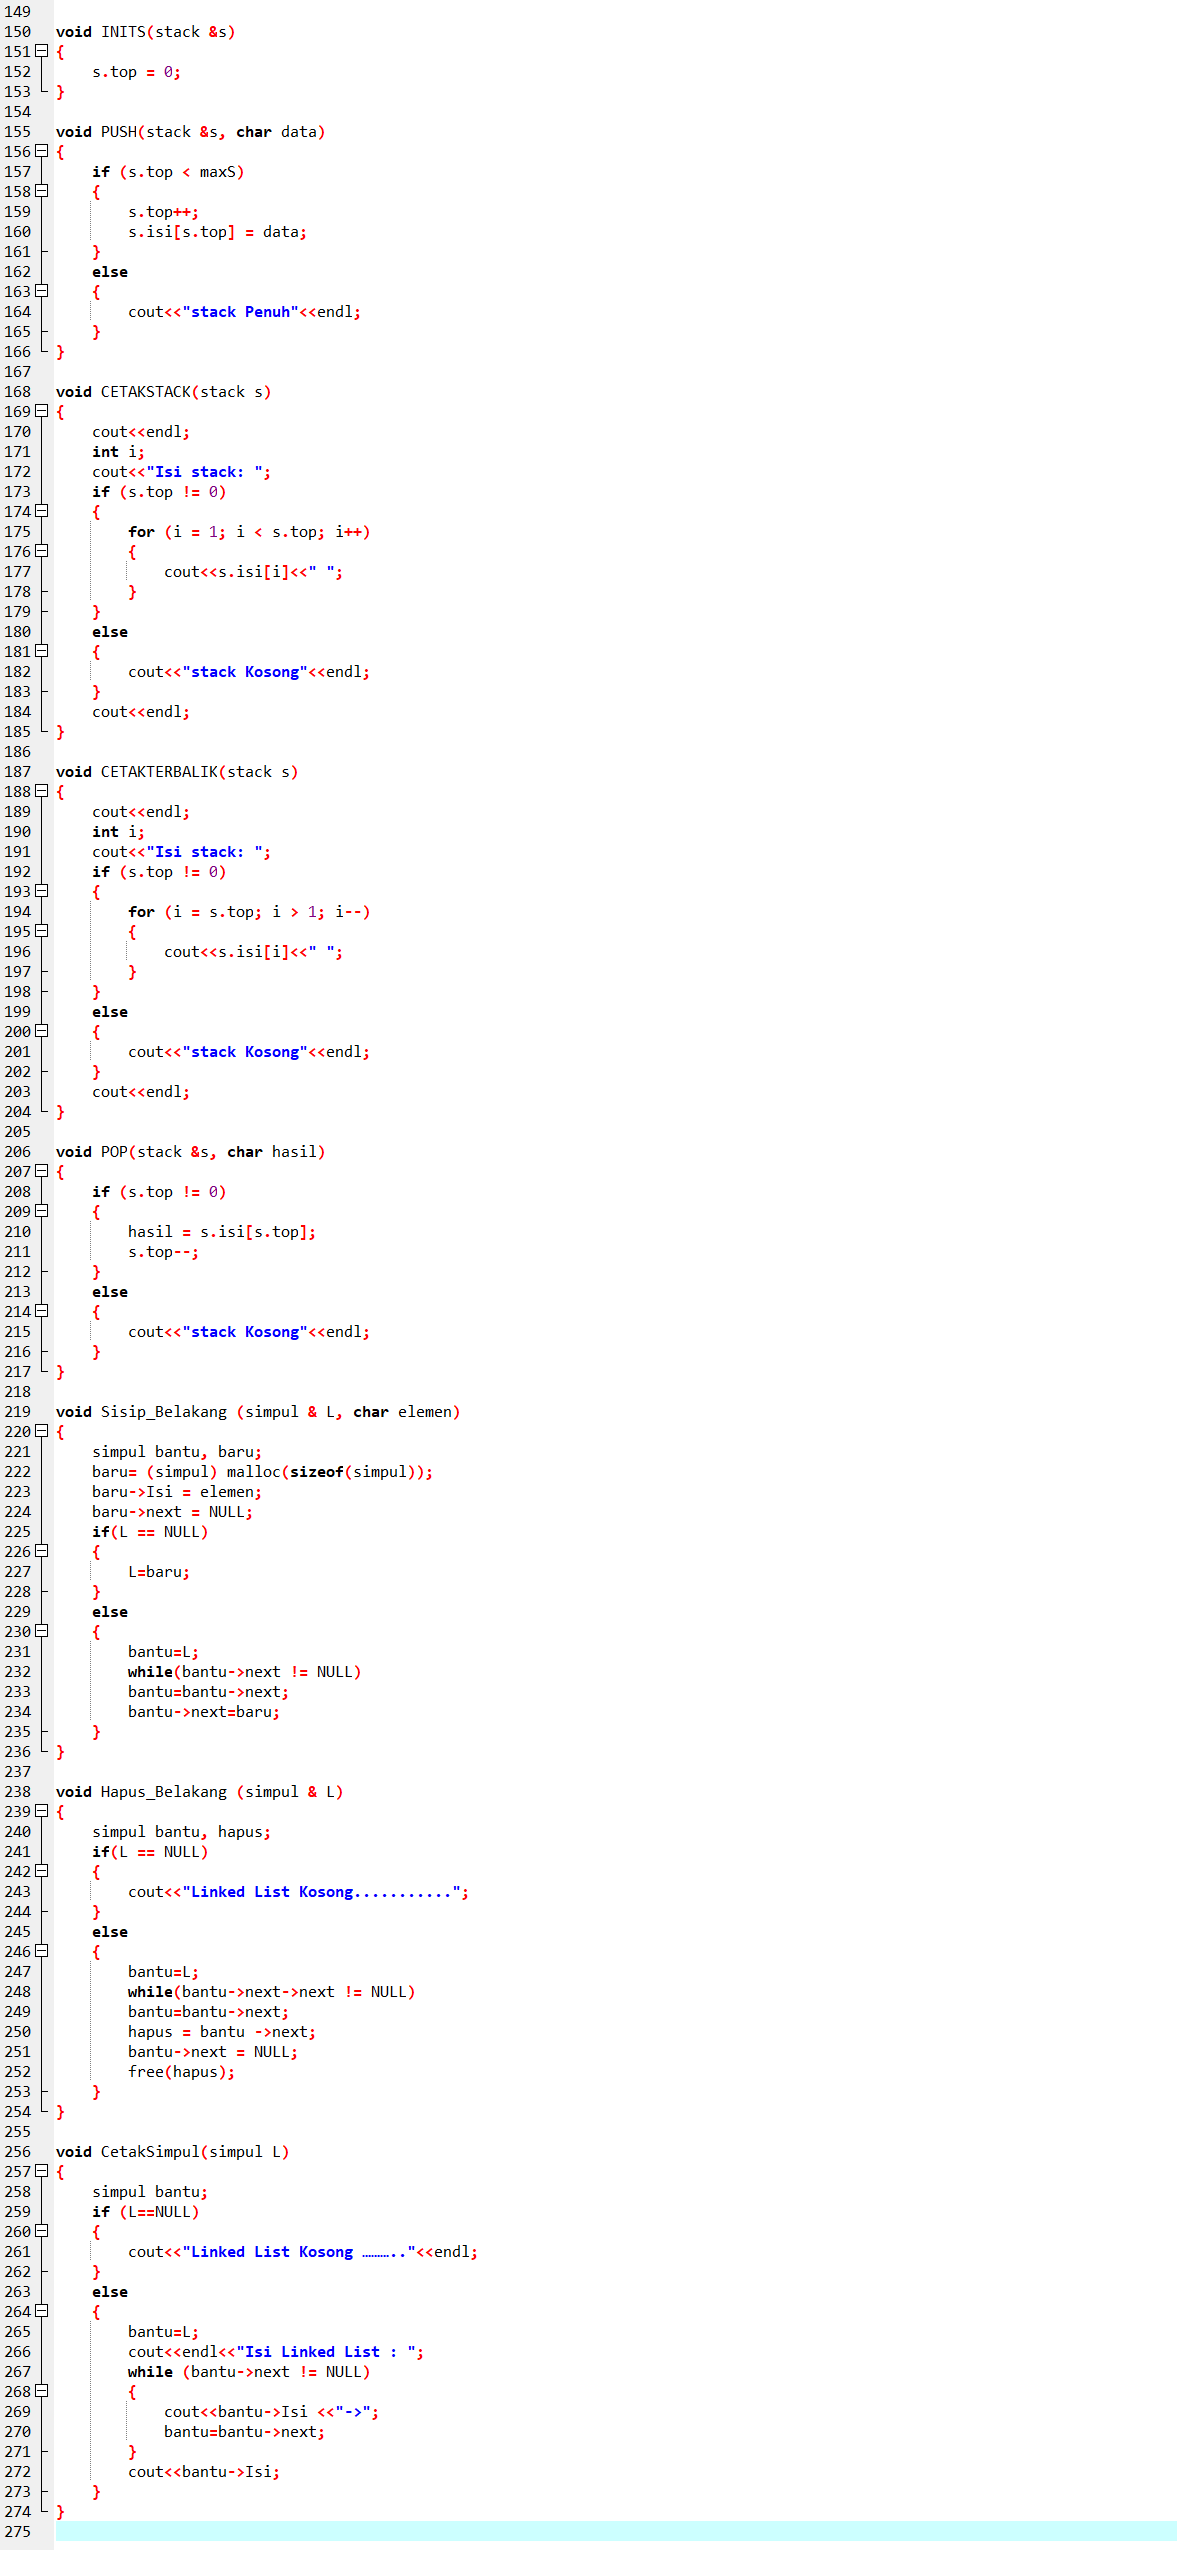 149
150 void INITS(stack &s)
151 {
152     s.top = 0;
153 }
154
155 void PUSH(stack &s, char data)
156 {
157     if (s.top < maxS)
158     {
159         s.top++;
160         s.isi[s.top] = data;
161     }
162     else
163     {
164         cout<<"stack Penuh"<<endl;
165     }
166 }
167
168 void CETAKSTACK(stack s)
169 {
170     cout<<endl;
171     int i;
172     cout<<"Isi stack: ";
173     if (s.top != 0)
174     {
175         for (i = 1; i < s.top; i++)
176         {
177             cout<<s.isi[i]<<" ";
178         }
179     }
180     else
181     {
182         cout<<"stack Kosong"<<endl;
183     }
184     cout<<endl;
185 }
186
187 void CETAKTERBALIK(stack s)
188 {
189     cout<<endl;
190     int i;
191     cout<<"Isi stack: ";
192     if (s.top != 0)
193     {
194         for (i = s.top; i > 1; i--)
195         {
196             cout<<s.isi[i]<<" ";
197         }
198     }
199     else
200     {
201         cout<<"stack Kosong"<<endl;
202     }
203     cout<<endl;
204 }
205
206 void POP(stack &s, char hasil)
207 {
208     if (s.top != 0)
209     {
210         hasil = s.isi[s.top];
211         s.top--;
212     }
213     else
214     {
215         cout<<"stack Kosong"<<endl;
216     }
217 }
218
219 void Sisip_Belakang (simpul & L, char elemen)
220 {
221     simpul bantu, baru;
222     baru= (simpul) malloc(sizeof(simpul));
223     baru->Isi = elemen;
224     baru->next = NULL;
225     if(L == NULL)
226     {
227         L=baru;
228     }
229     else
230     {
231         bantu=L;
232         while(bantu->next != NULL)
233         bantu=bantu->next;
234         bantu->next=baru;
235     }
236 }
237
238 void Hapus_Belakang (simpul & L)
239 {
240     simpul bantu, hapus;
241     if(L == NULL)
242     {
243         cout<<"Linked List Kosong...........";
244     }
245     else
246     {
247         bantu=L;
248         while(bantu->next->next != NULL)
249         bantu=bantu->next;
250         hapus = bantu ->next;
251         bantu->next = NULL;
252         free(hapus);
253     }
254 }
255
256 void CetakSimpul(simpul L)
257 {
258     simpul bantu;
259     if (L==NULL)
260     {
261         cout<<"Linked List Kosong ……….."<<endl;
262     }
263     else
264     {
265         bantu=L;
266         cout<<endl<<"Isi Linked List : ";
267         while (bantu->next != NULL)
268         {
269             cout<<bantu->Isi <<"->";
270             bantu=bantu->next;
271         }
272         cout<<bantu->Isi;
273     }
274 }
275